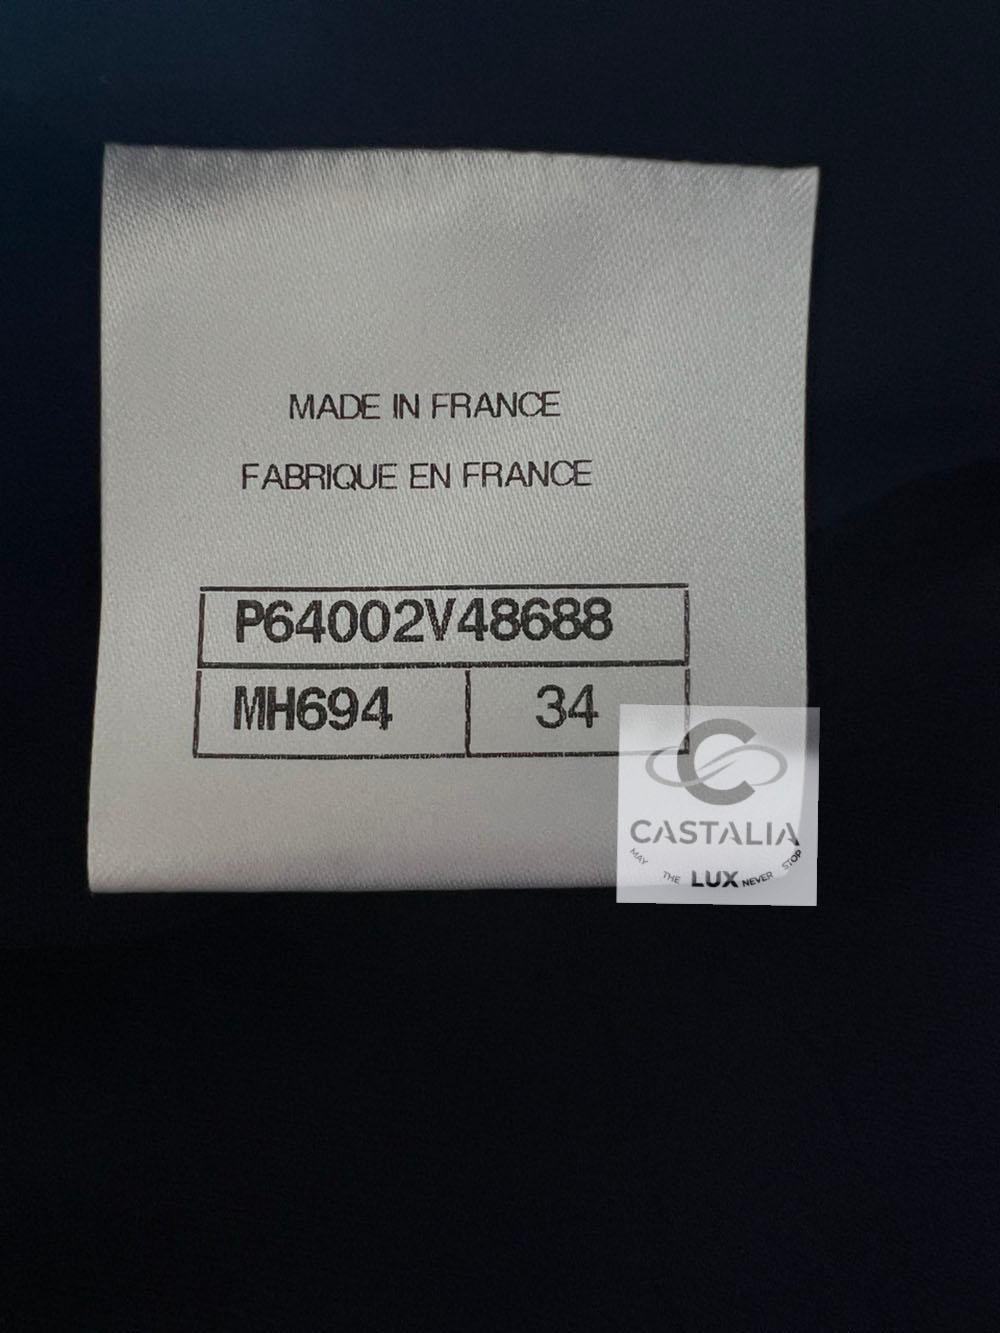 MADE IN FRANCE
FABRIQUE EN FRANCE
P64002V48688
MH694 34
C
CASTALIA
MAY THE LUX NEVER STOP